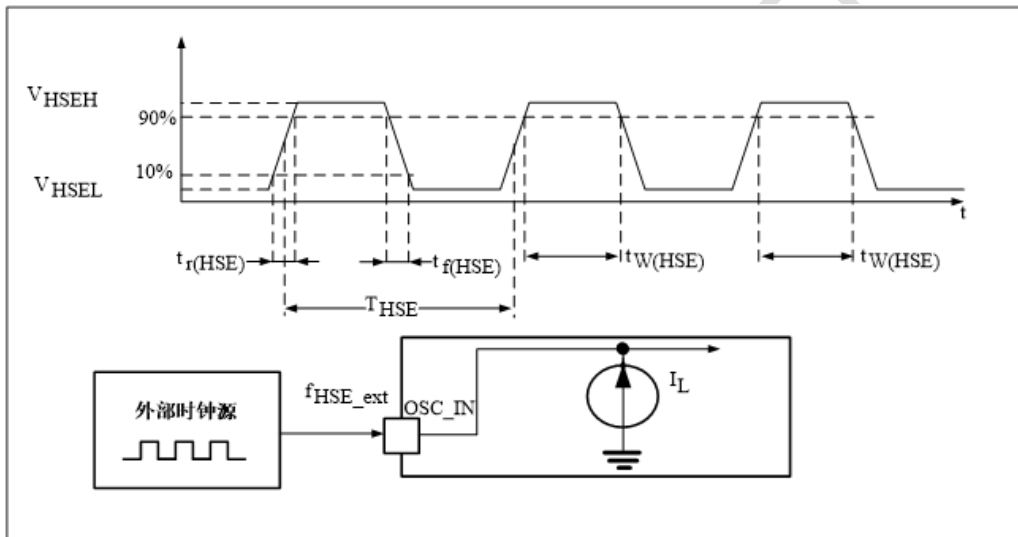 V_HSEH
90%
10%
V_HSEL
t
t_r(HSE)
t_f(HSE)
t_W(HSE)
t_W(HSE)
T_HSE
外部时钟源
f_HSE_ext
OSC_IN
I_L